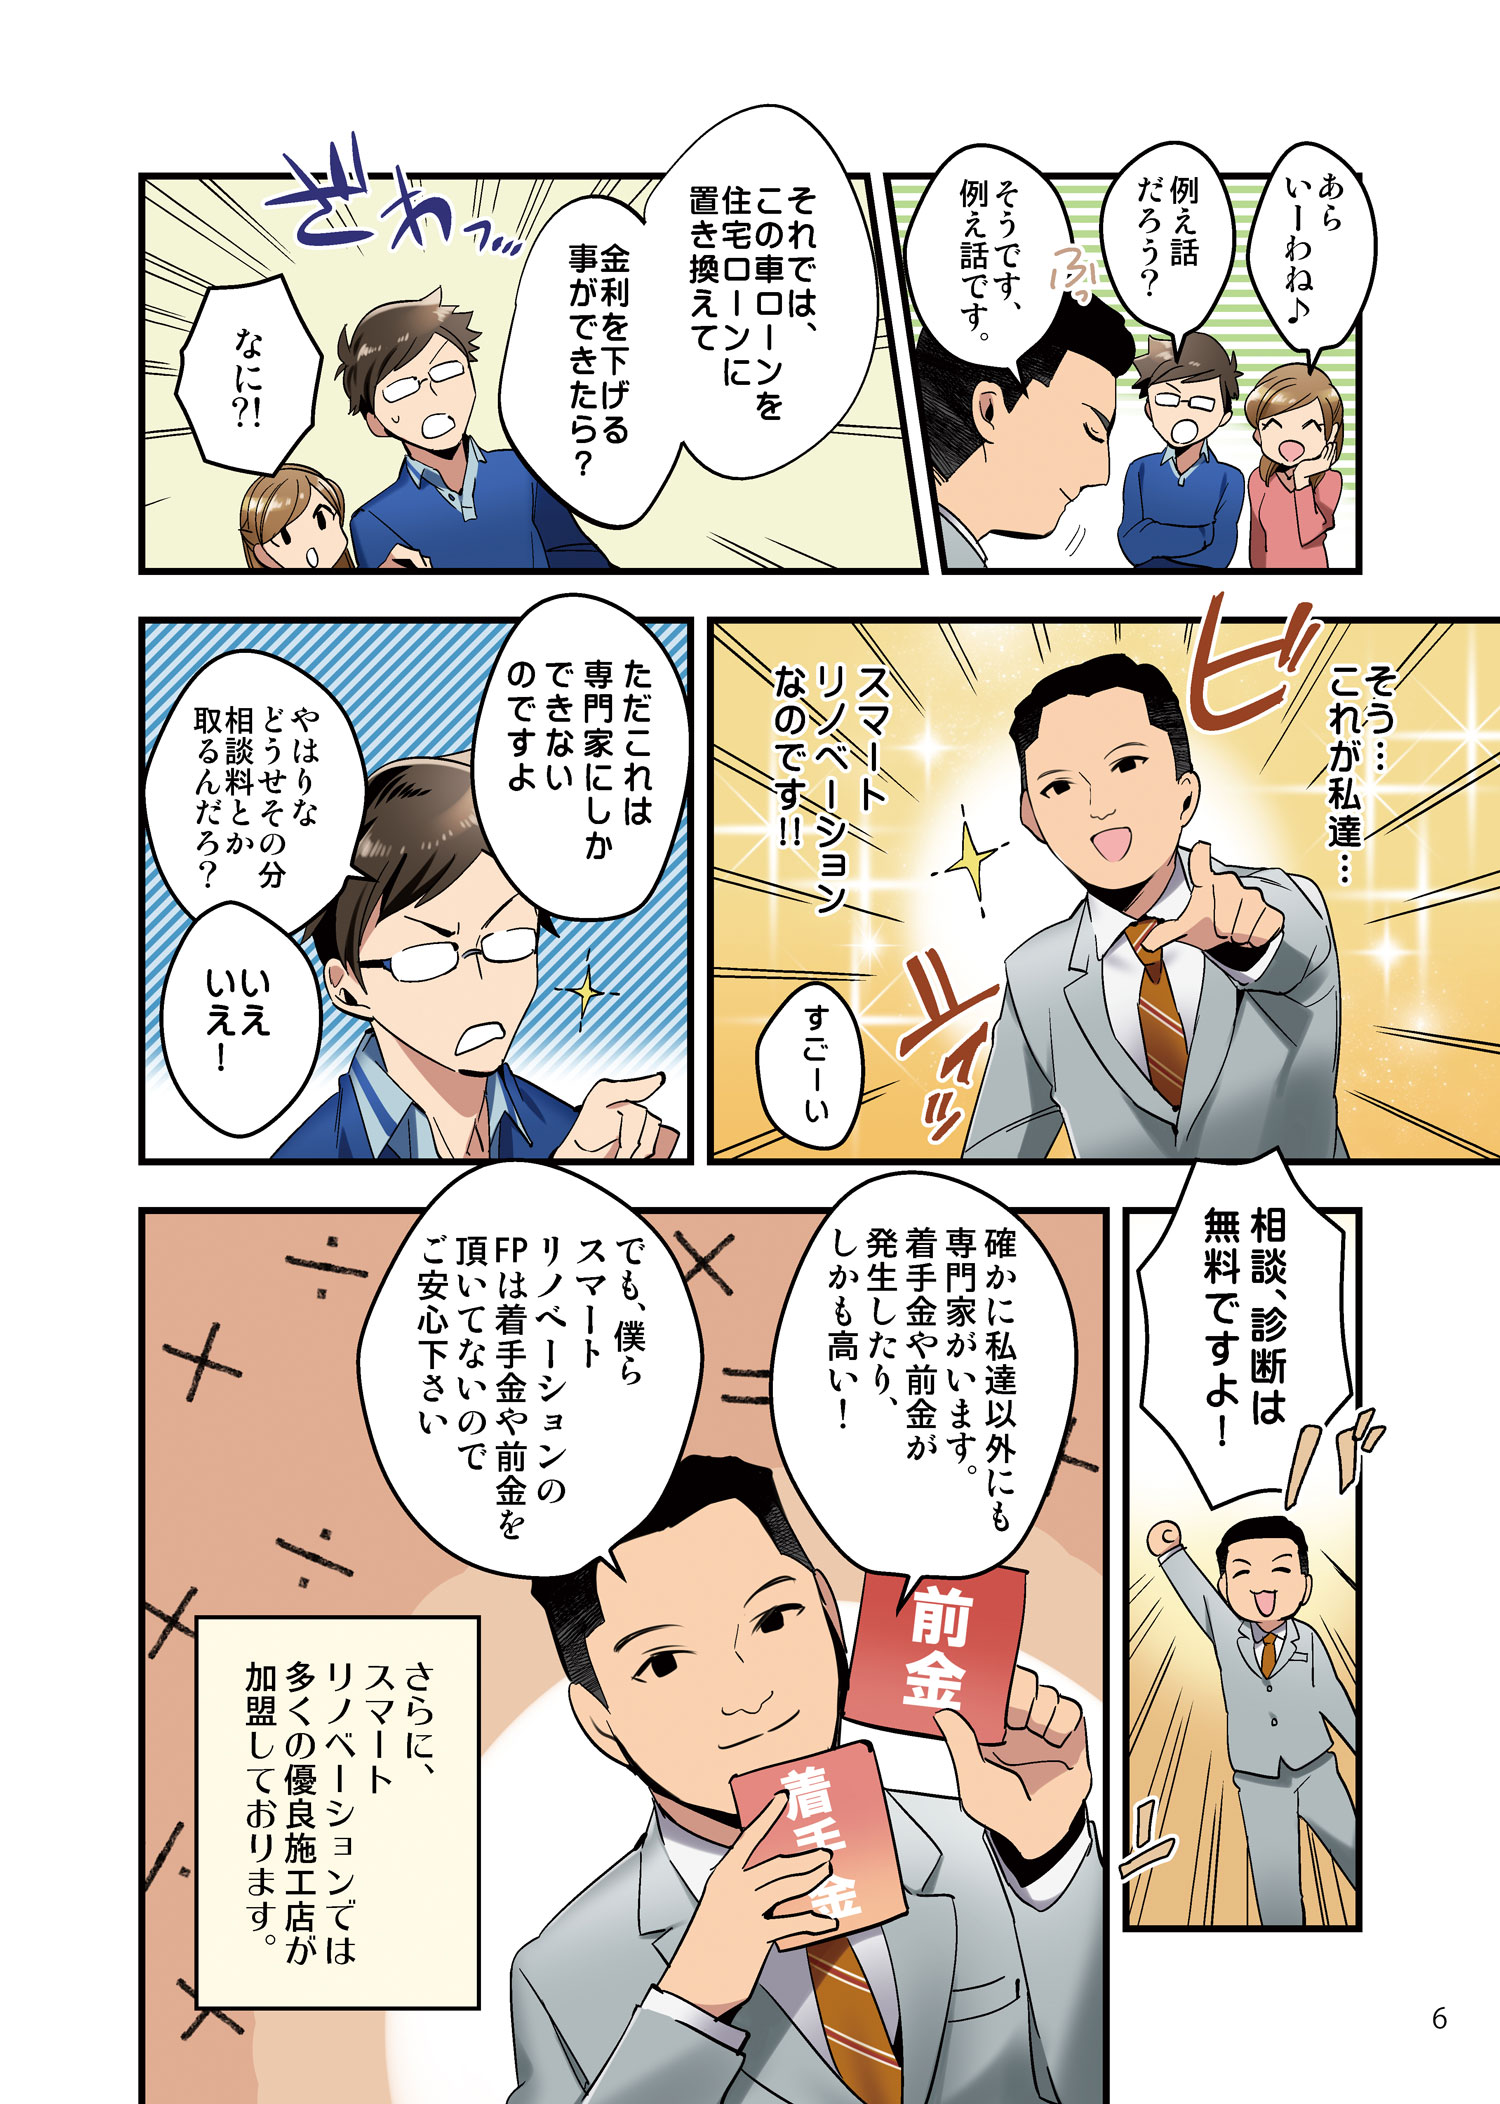 あら
いーわね♪
例え話
だろう?
そうです、
例え話です。
ふっ
それでは、
この車ローンを
住宅ローンに
置き換えて
金利を下げる
事ができたら?
ざわっ…
なに?!
そう…
これが私達…
ビ
シィッ
スマート
リノベーション
なのです!!
すごーい
ただこれは
専門家にしか
できない
のですよ
やはりな
どうせその分
相談料とか
取るんだろ?
いえ
いえ!
相談、診断は
無料ですよ!
確かに私達以外にも
専門家がいます。
着手金や前金が
発生したり、
しかも高い!
でも、僕ら
スマート
リノベーションの
FPは着手金や前金を
頂いてないので
ご安心下さい
前金
着手金
さらに、
スマート
リノベーションでは
多くの優良施工店が
加盟しております。
6